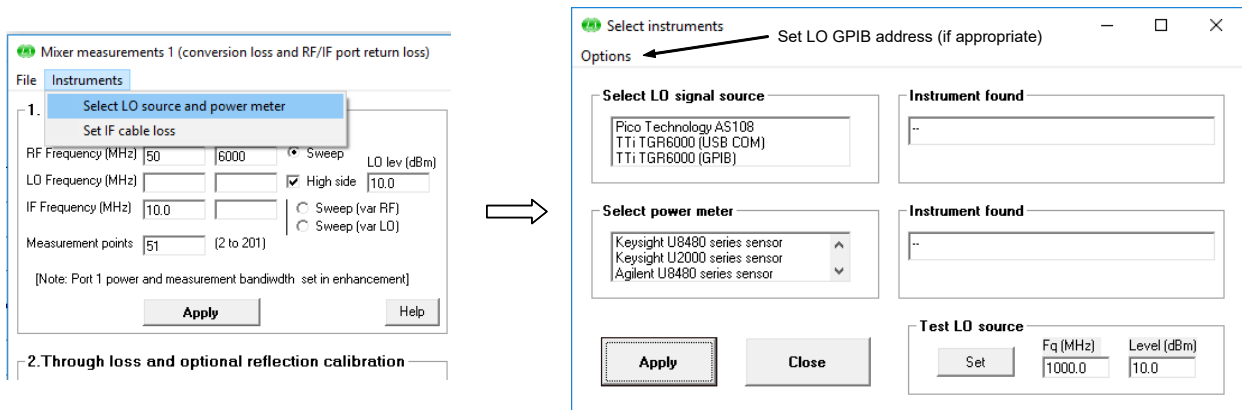 Mixer measurements 1 (conversion loss and RF/IF port return loss)
File Instruments
Select LO source and power meter
Set IF cable loss
1.
RF Frequency (MHz) 50 6000 Sweep LO lev (dBm)
LO Frequency (MHz) High side 10.0
IF Frequency (MHz) 10.0 Sweep (var RF)
Sweep (var LO)
Measurement points 51 (2 to 201)
[Note: Port 1 power and measurement bandiwdth set in enhancement]
Apply Help
2.Through loss and optional reflection calibration
Select instruments
Set LO GPIB address (if appropriate)
Options
Select LO signal source
Pico Technology AS108
TTi TGR6000 (USB COM)
TTi TGR6000 (GPIB)
Instrument found
--
Select power meter
Keysight U8480 series sensor
Keysight U2000 series sensor
Agilent U8480 series sensor
Instrument found
--
Apply Close
Test LO source
Set
Fq (MHz) Level (dBm)
1000.0 10.0